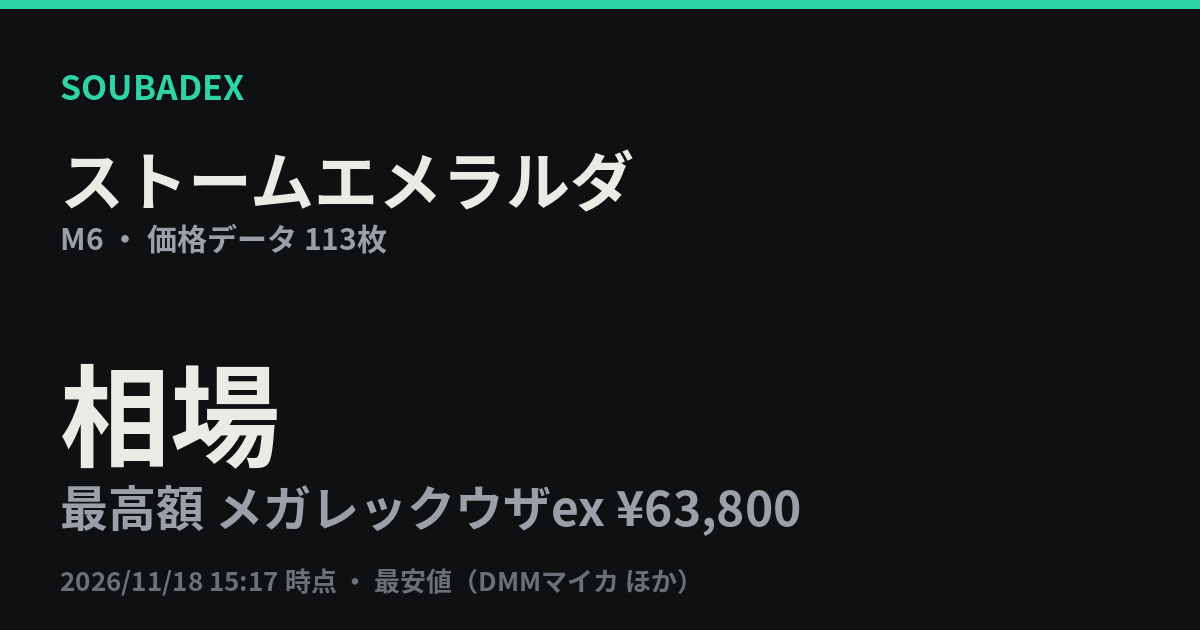 SOUBADEX
ストームエメラルダ
M6 ・ 価格データ 113枚
相場
最高額 メガレックウザex ¥63,800
2026/11/18 15:17 時点 ・ 最安値（DMMマイカ ほか）